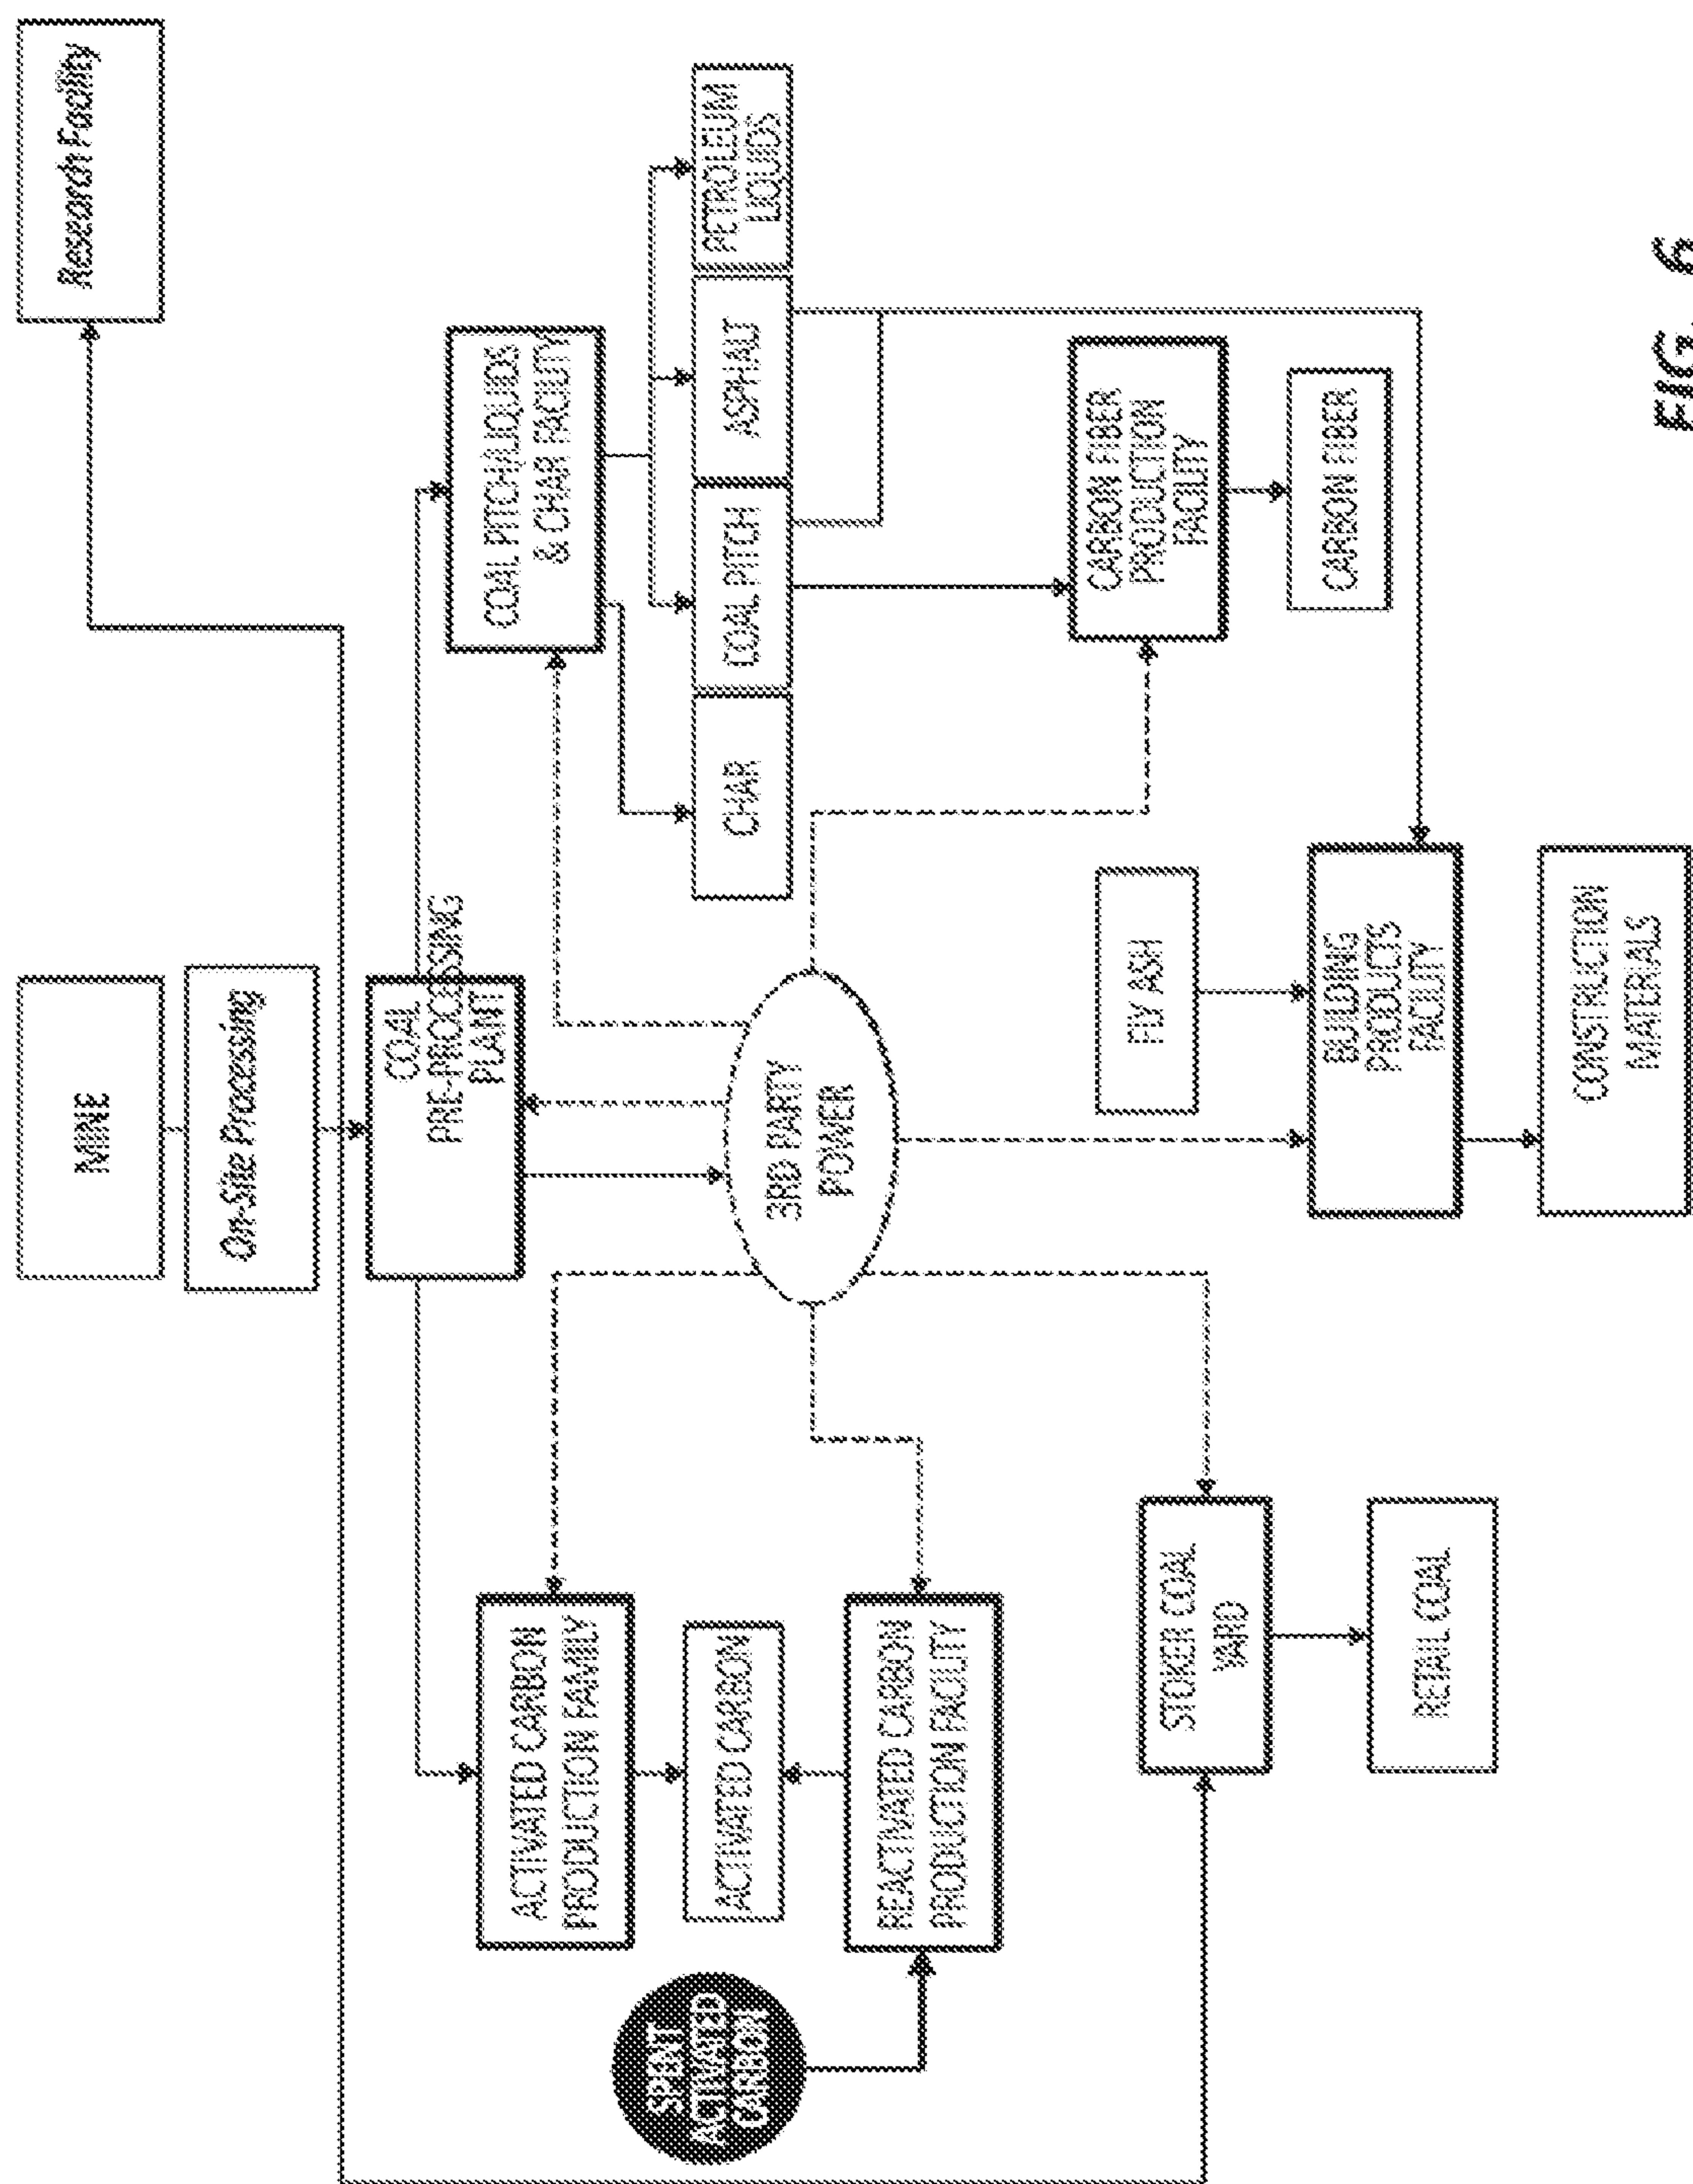 MINE
On-Site Processing
Research Facility
COAL
PRE-PROCESSING
PLANT
COAL PITCH/LIQUIDS
& CHAR FACILITY
ACTIVATED CARBON
PRODUCTION FAMILY
SPENT
ACTIVATED
CARBON
ACTIVATED CARBON
3RD PARTY
POWER
CHAR
COAL PITCH
ASPHALT
PETROLEUM
LIQUIDS
REACTIVATED CARBON
PRODUCTION FACILITY
FLY ASH
CARBON FIBER
PRODUCTION
FACILITY
STOKER COAL
YARD
BUILDING
PRODUCTS
FACILITY
CARBON FIBER
RETAIL COAL
CONSTRUCTION
MATERIALS
FIG. 6